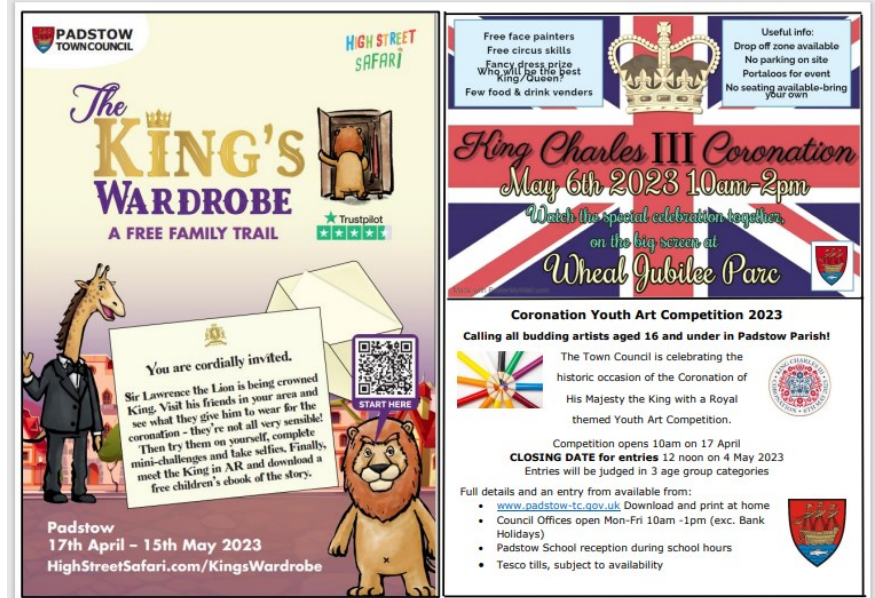 PADSTOW
TOWN COUNCIL
HIGH STREET
SAFARI
The
KING'S
WARDROBE
A FREE FAMILY TRAIL
Trustpilot
You are cordially invited.
Sir Lawrence the Lion is being crowned
King. Visit his friends in your area and
see what they give him to wear for the
coronation - they're not all very sensible!
Then try them on yourself, complete
mini-challenges and take selfies. Finally,
meet the King in AR and download a
free children's ebook of the story.
START HERE
Padstow
17th April – 15th May 2023
HighStreetSafari.com/KingsWardrobe
Free face painters
Free circus skills
Fancy dress prize
Who will be the best
King/Queen?
Few food & drink venders
Useful info:
Drop off zone available
No parking on site
Portaloos for event
No seating available-bring
your own
King Charles III Coronation
May 6th 2023 10am-2pm
Watch the special celebration together,
on the big screen at
Wheal Jubilee Parc
Coronation Youth Art Competition 2023
Calling all budding artists aged 16 and under in Padstow Parish!
The Town Council is celebrating the
historic occasion of the Coronation of
His Majesty the King with a Royal
themed Youth Art Competition.
Competition opens 10am on 17 April
CLOSING DATE for entries 12 noon on 4 May 2023
Entries will be judged in 3 age group categories
Full details and an entry from available from:
• www.padstow-tc.gov.uk Download and print at home
• Council Offices open Mon-Fri 10am -1pm (exc. Bank
Holidays)
• Padstow School reception during school hours
• Tesco tills, subject to availability